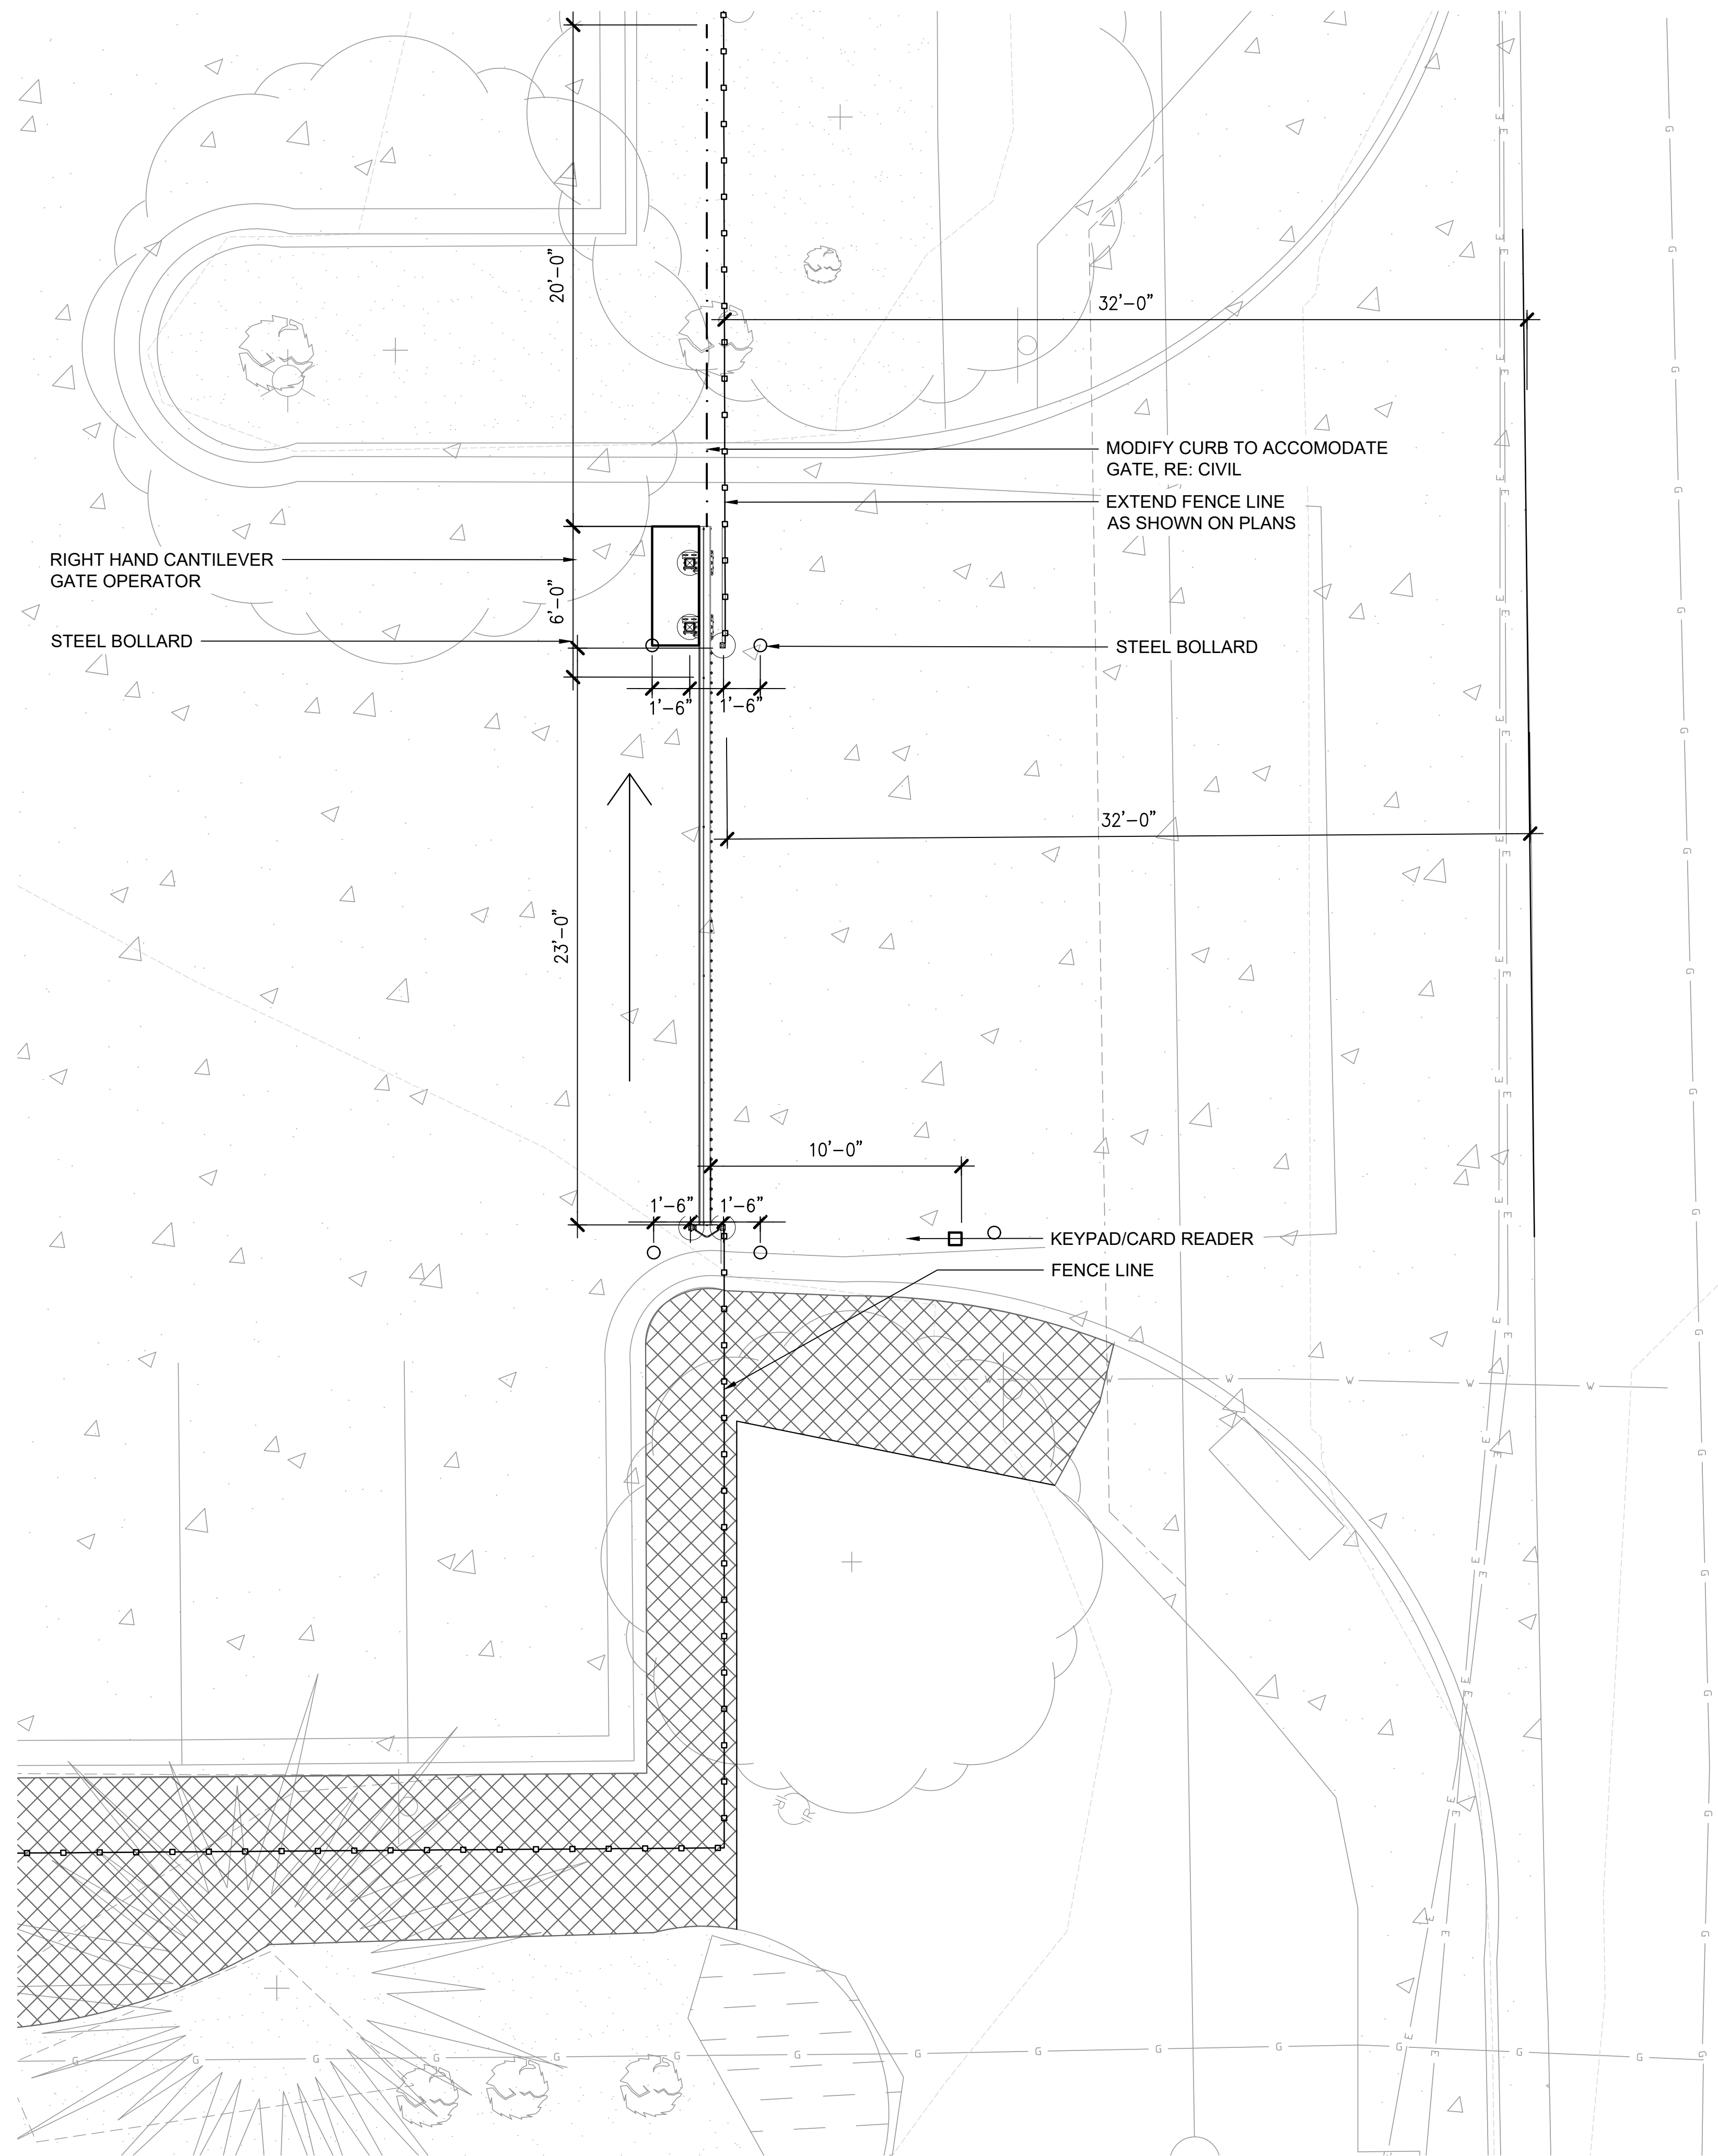 20'-0"
32'-0"
MODIFY CURB TO ACCOMODATE
GATE, RE: CIVIL
EXTEND FENCE LINE
AS SHOWN ON PLANS
RIGHT HAND CANTILEVER
GATE OPERATOR
6'-0"
STEEL BOLLARD
STEEL BOLLARD
1'-6"
1'-6"
32'-0"
23'-0"
10'-0"
1'-6"
1'-6"
KEYPAD/CARD READER
FENCE LINE
W W W W W W
G G G G G G G G G G G G G G